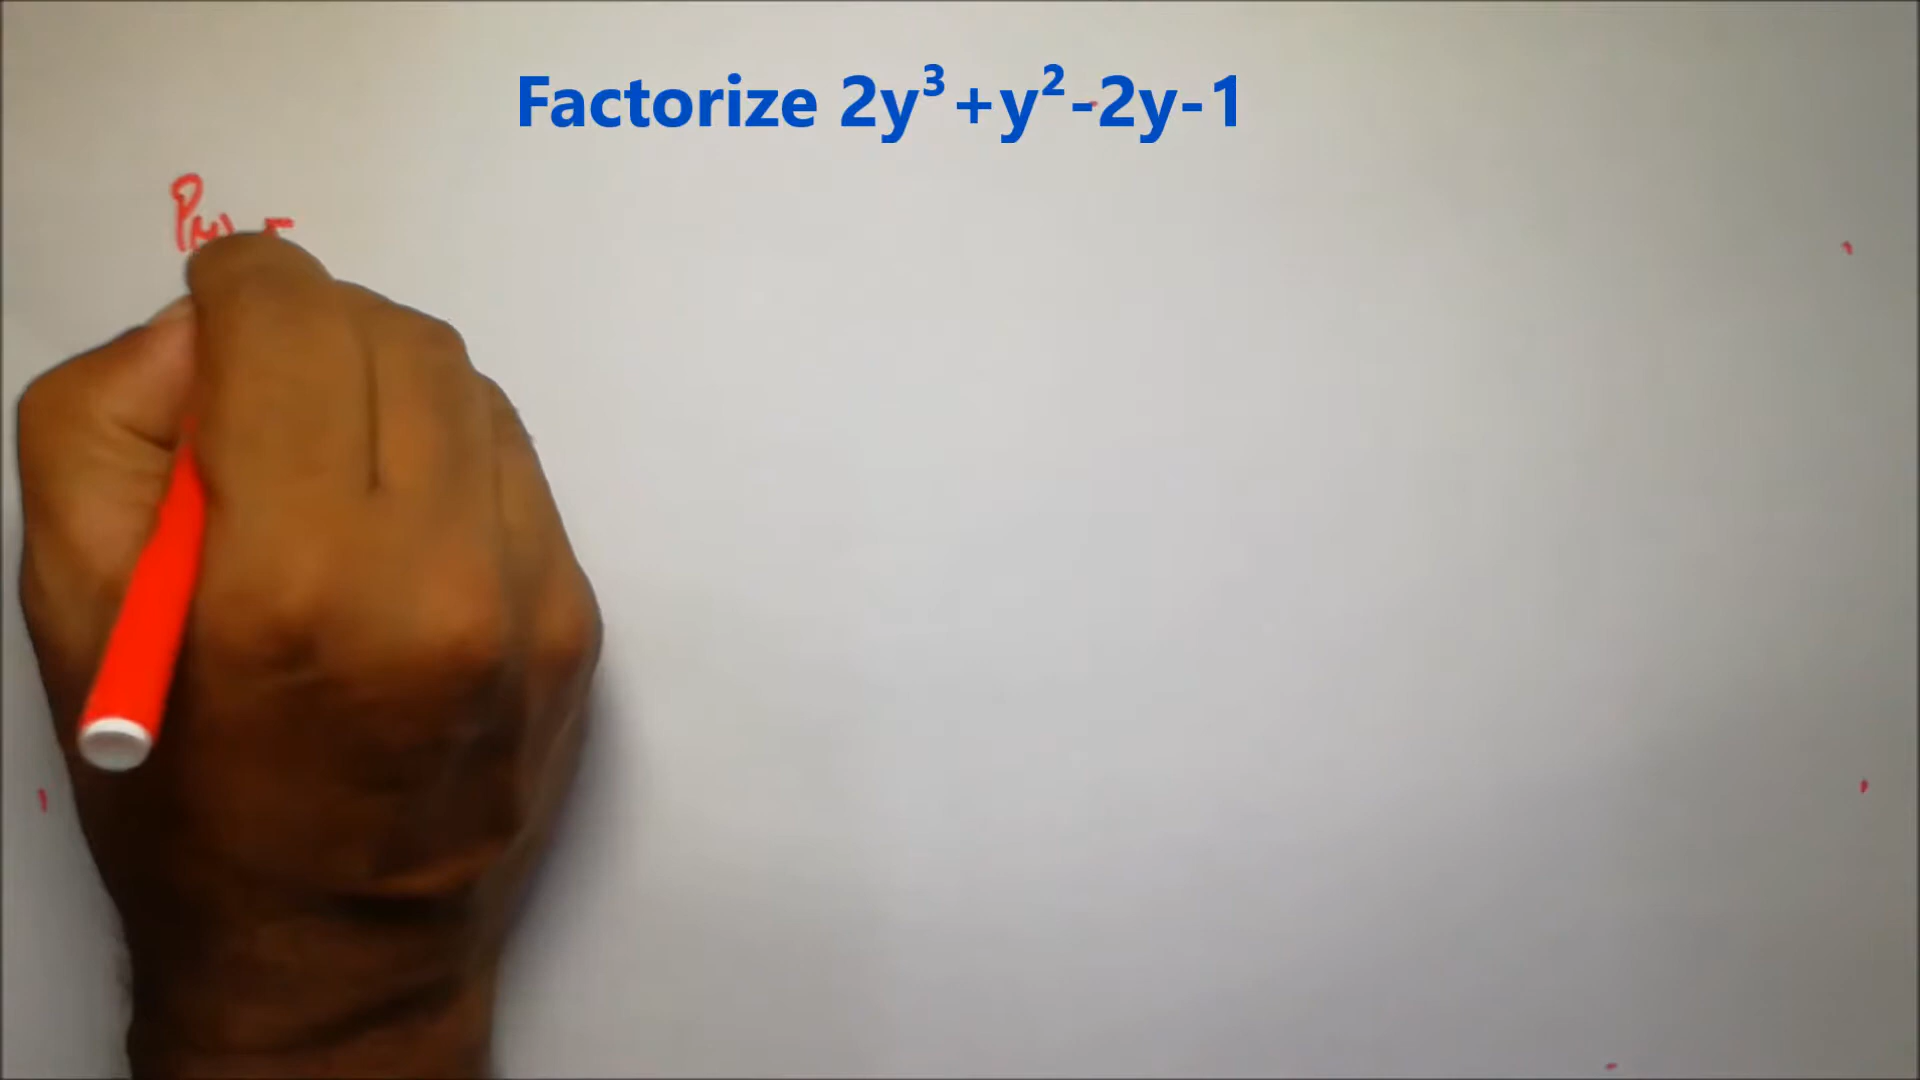 Factorize 2y³+y²-2y-1
P(y) =